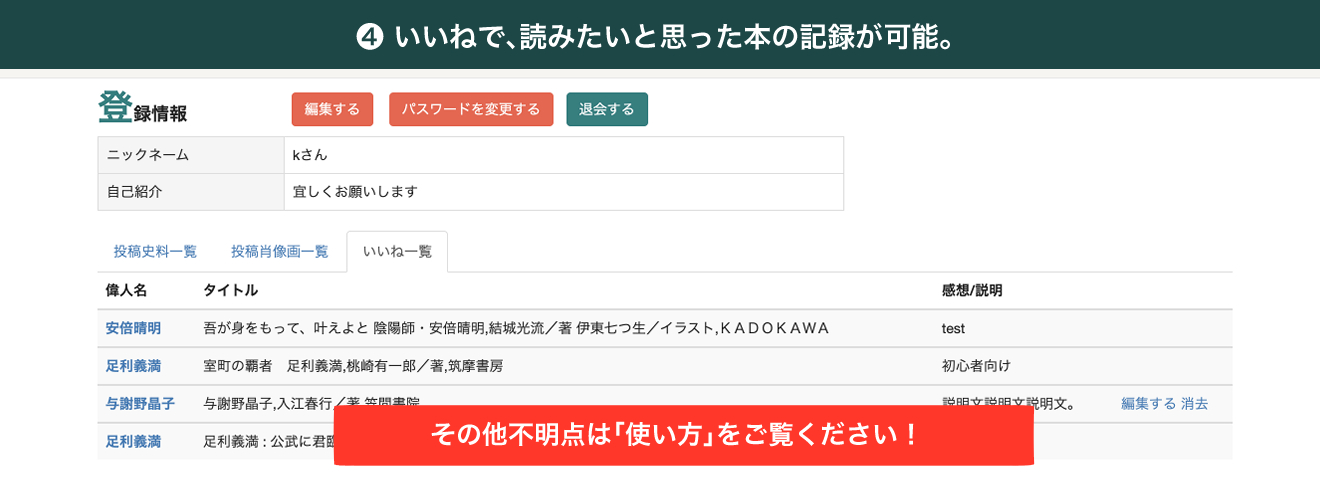 ❹ いいねで、読みたいと思った本の記録が可能。
登録情報 編集する パスワードを変更する 退会する
ニックネーム kさん
自己紹介 宜しくお願いします
投稿史料一覧 投稿肖像画一覧 いいね一覧
偉人名 タイトル 感想/説明
安倍晴明 吾が身をもって、叶えよと 陰陽師・安倍晴明,結城光流／著 伊東七つ生／イラスト,ＫＡＤＯＫＡＷＡ test
足利義満 室町の覇者　足利義満,桃崎有一郎／著,筑摩書房 初心者向け
与謝野晶子 与謝野晶子,入江春行／著,笠間書院 説明文説明文説明文。 編集する 消去
足利義満 足利義満 : 公武に君臨
その他不明点は「使い方」をご覧ください！